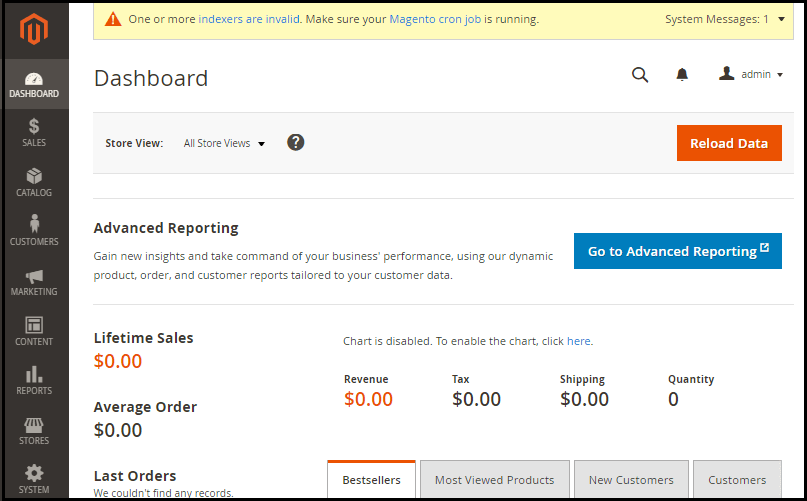 One or more indexers are invalid. Make sure your Magento cron job is running.
System Messages: 1
Dashboard
admin
DASHBOARD
SALES
CATALOG
CUSTOMERS
MARKETING
CONTENT
REPORTS
STORES
SYSTEM
Store View: All Store Views ?
Reload Data
Advanced Reporting
Gain new insights and take command of your business' performance, using our dynamic
product, order, and customer reports tailored to your customer data.
Go to Advanced Reporting
Lifetime Sales
$0.00
Average Order
$0.00
Last Orders
We couldn't find any records.
Chart is disabled. To enable the chart, click here.
Revenue Tax Shipping Quantity
$0.00 $0.00 $0.00 0
Bestsellers Most Viewed Products New Customers Customers